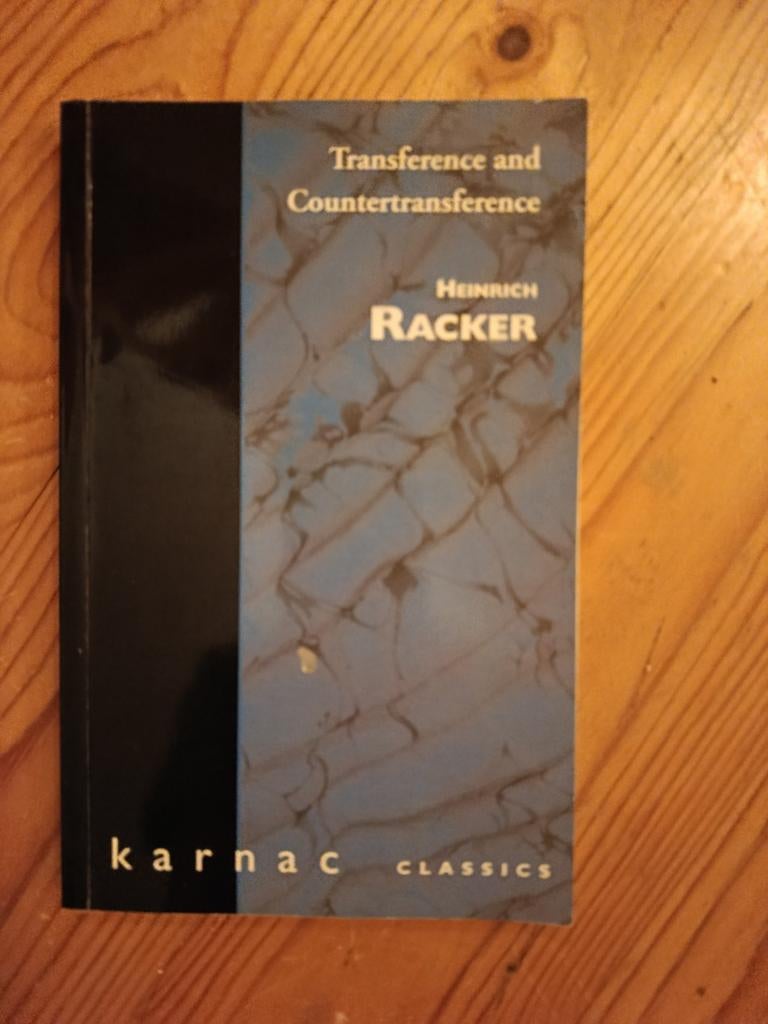 Transference and
Countertransference
HEINRICH
RACKER
karnac CLASSICS